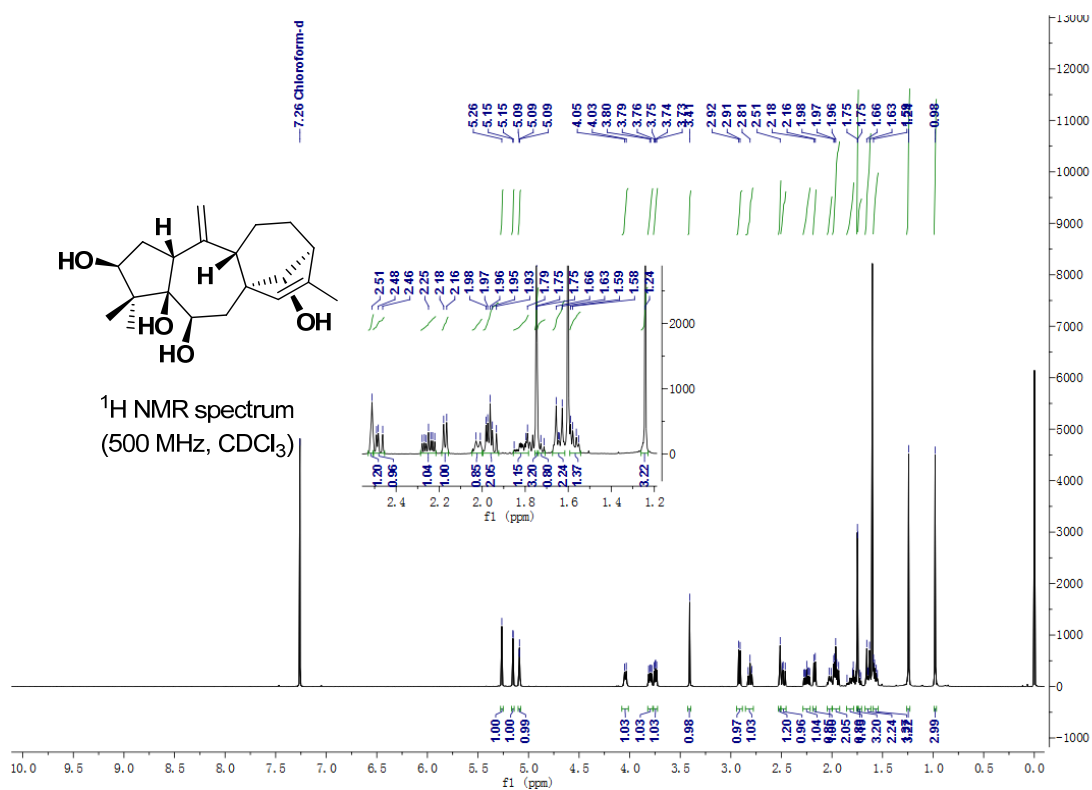 13000
7.26 Chloroform-d
5.26 5.15 5.15 5.09 5.09 5.09 4.05 4.03 3.80 3.79 3.76 3.75 3.74 3.73 3.41 2.92 2.91 2.81 2.51 2.18 2.16 1.98 1.97 1.96 1.75 1.75 1.66 1.63 0.98
12000
11000
10000
9000
8000
7000
6000
5000
4000
3000
2000
1000
0
-1000
H
HO
H
HO
OH
HO
1H NMR spectrum
(500 MHz, CDCl3)
2.51 2.48 2.46 2.25 2.18 2.16 1.98 1.97 1.96 1.95 1.93 1.79 1.75 1.75 1.66 1.63 1.59 1.58 1.24
2000
1000
0
1.20 0.96 1.04 1.00 0.85 2.05 1.15 3.20 0.80 2.24 1.37 3.22
2.4 2.2 2.0 1.8 1.6 1.4 1.2
f1 (ppm)
1.00 1.00 0.99 1.03 1.03 1.03 0.98 0.97 1.03 1.20 0.96 1.04 2.05 3.20 2.24 3.22 2.99
10.0 9.5 9.0 8.5 8.0 7.5 7.0 6.5 6.0 5.5 5.0 4.5 4.0 3.5 3.0 2.5 2.0 1.5 1.0 0.5 0.0
f1 (ppm)